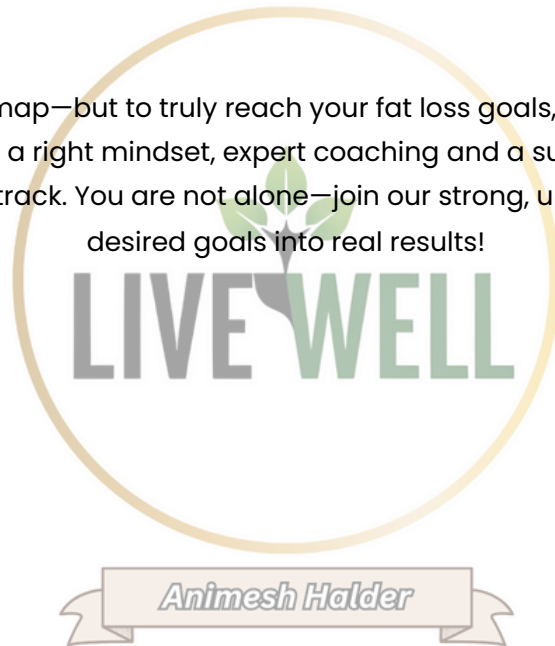 map—but to truly reach your fat loss goals,
a right mindset, expert coaching and a su
track. You are not alone—join our strong, u
desired goals into real results!
LIVE WELL
Animesh Halder